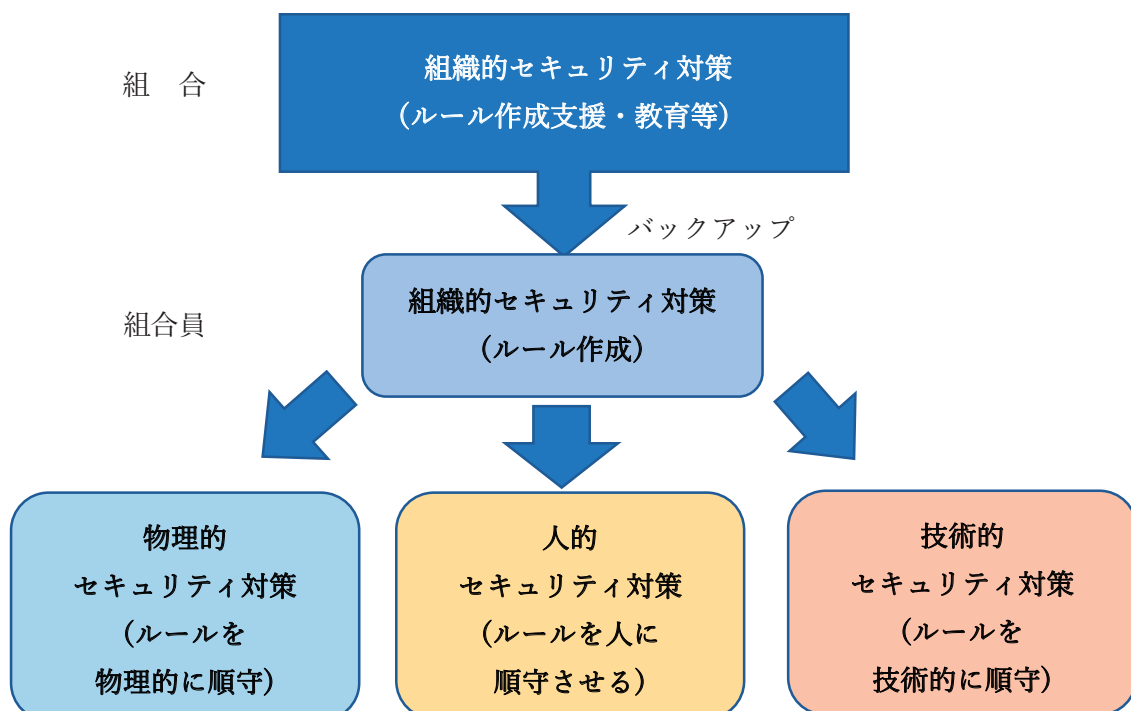 組　合
組織的セキュリティ対策
（ルール作成支援・教育等）
バックアップ
組合員
組織的セキュリティ対策
（ルール作成）
物理的
セキュリティ対策
（ルールを
物理的に順守）
人的
セキュリティ対策
（ルールを人に
順守させる）
技術的
セキュリティ対策
（ルールを
技術的に順守）